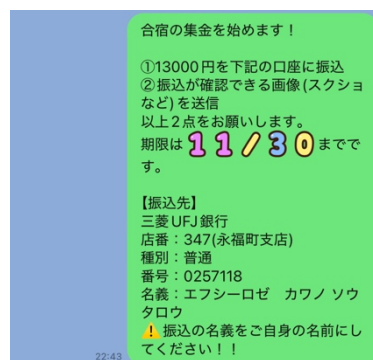 合宿の集金を始めます！
①13000円を下記の口座に振込
②振込が確認できる画像(スクショ
など)を送信
以上2点をお願いします。
期限は11/30までで
す。
【振込先】
三菱UFJ銀行
店番：347(永福町支店)
種別：普通
番号：0257118
名義：エフシーロゼ　カワノ ソウ
タロウ
⚠️振込の名義をご自身の名前にし
てください！！
22:43